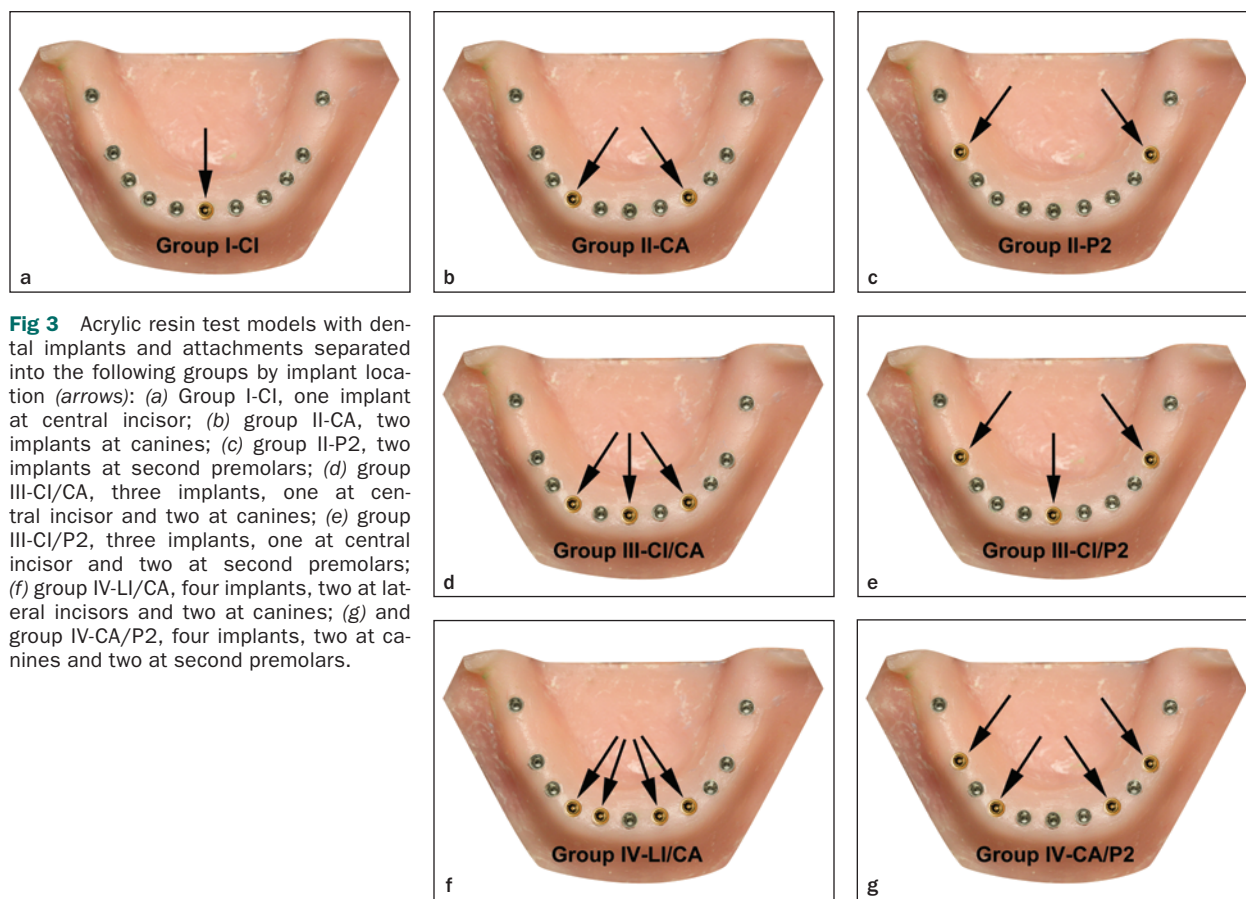 Group I-CI
a
Group II-CA
b
Group II-P2
c
Fig 3 Acrylic resin test models with den-
tal implants and attachments separated
into the following groups by implant loca-
tion (arrows): (a) Group I-CI, one implant
at central incisor; (b) group II-CA, two
implants at canines; (c) group II-P2, two
implants at second premolars; (d) group
III-CI/CA, three implants, one at cen-
tral incisor and two at canines; (e) group
III-CI/P2, three implants, one at central
incisor and two at second premolars;
(f) group IV-LI/CA, four implants, two at lat-
eral incisors and two at canines; (g) and
group IV-CA/P2, four implants, two at ca-
nines and two at second premolars.
Group III-CI/CA
d
Group III-CI/P2
e
Group IV-LI/CA
f
Group IV-CA/P2
g